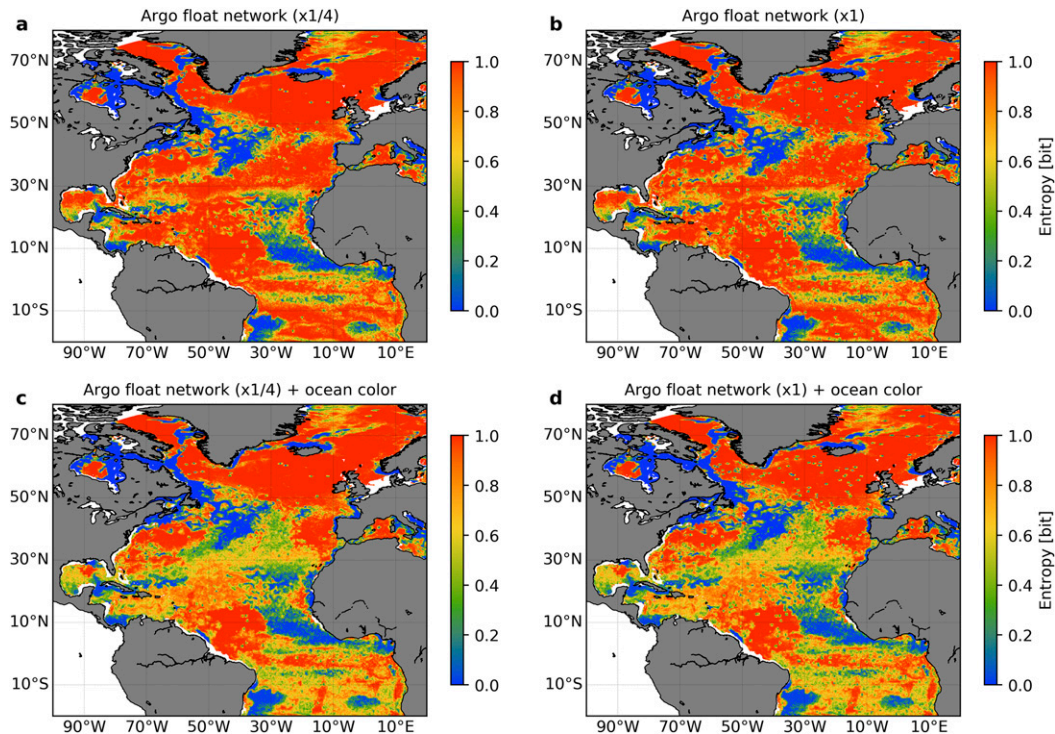 a Argo float network (x1/4)
70°N
50°N
30°N
10°N
10°S
90°W 70°W 50°W 30°W 10°W 10°E
1.0
0.8
0.6
0.4
0.2
0.0
b Argo float network (x1)
70°N
50°N
30°N
10°N
10°S
90°W 70°W 50°W 30°W 10°W 10°E
1.0
0.8
0.6
0.4
0.2
0.0
Entropy [bit]
c Argo float network (x1/4) + ocean color
70°N
50°N
30°N
10°N
10°S
90°W 70°W 50°W 30°W 10°W 10°E
1.0
0.8
0.6
0.4
0.2
0.0
d Argo float network (x1) + ocean color
70°N
50°N
30°N
10°N
10°S
90°W 70°W 50°W 30°W 10°W 10°E
1.0
0.8
0.6
0.4
0.2
0.0
Entropy [bit]